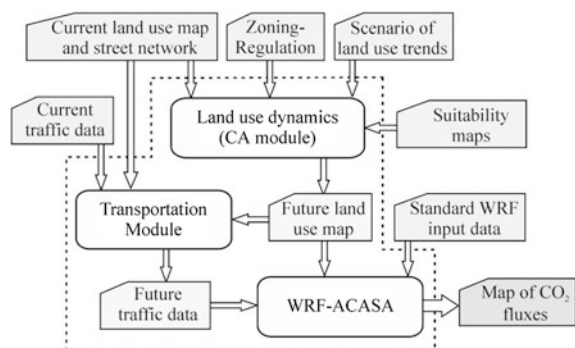 Current land use map
and street network
Zoning-
Regulation
Scenario of
land use trends
Current
traffic data
Land use dynamics
(CA module)
Suitability
maps
Transportation
Module
Future land
use map
Standard WRF
input data
Future
traffic data
WRF-ACASA
Map of CO₂
fluxes